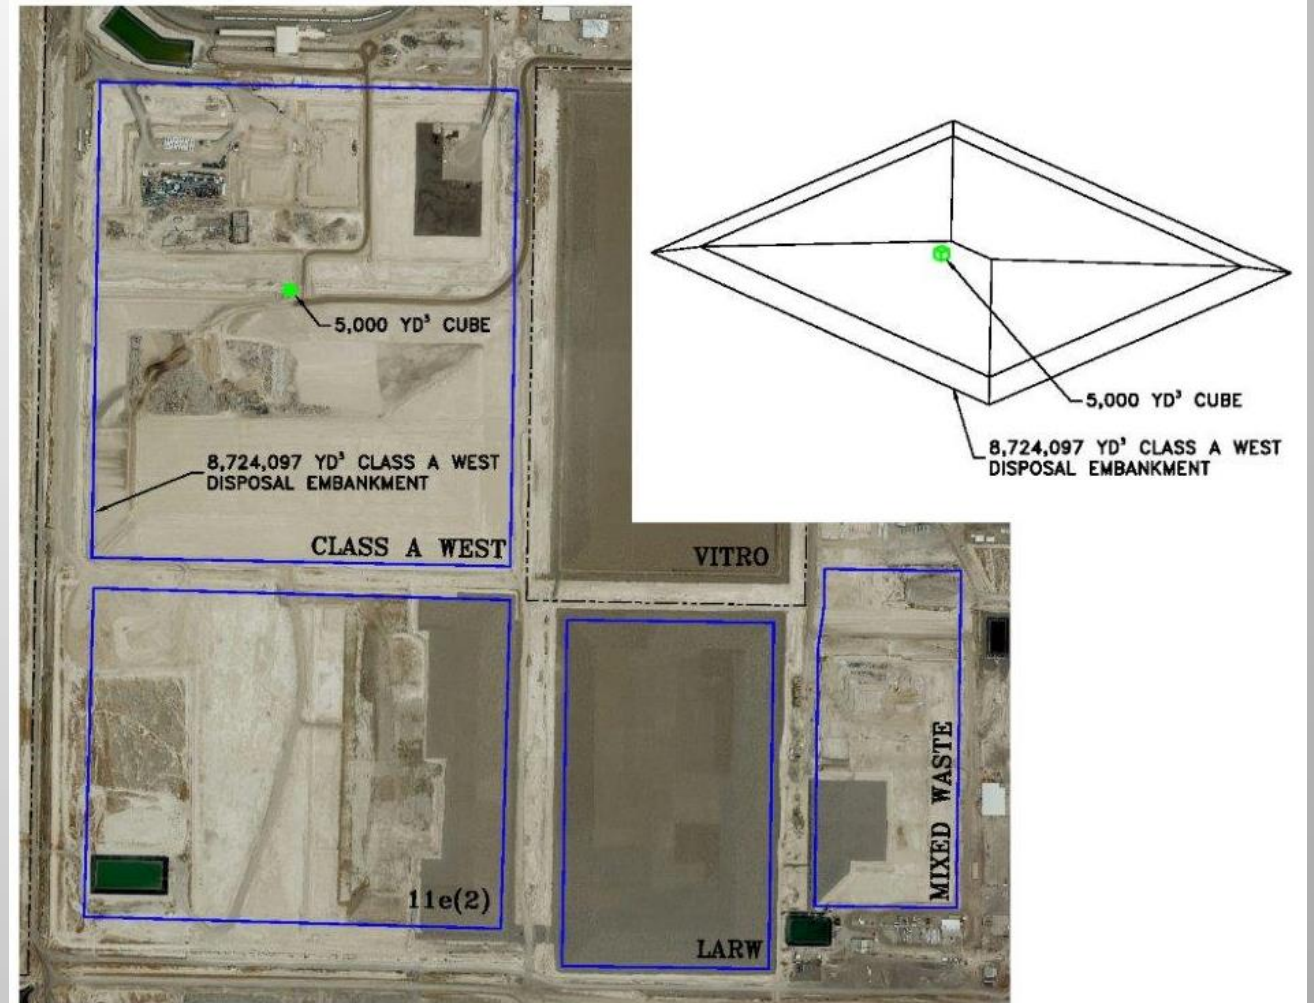 5,000 YD³ CUBE
8,724,097 YD³ CLASS A WEST
DISPOSAL EMBANKMENT
CLASS A WEST
5,000 YD³ CUBE
8,724,097 YD³ CLASS A WEST
DISPOSAL EMBANKMENT
VITRO
11e(2)
LARW
MIXED WASTE